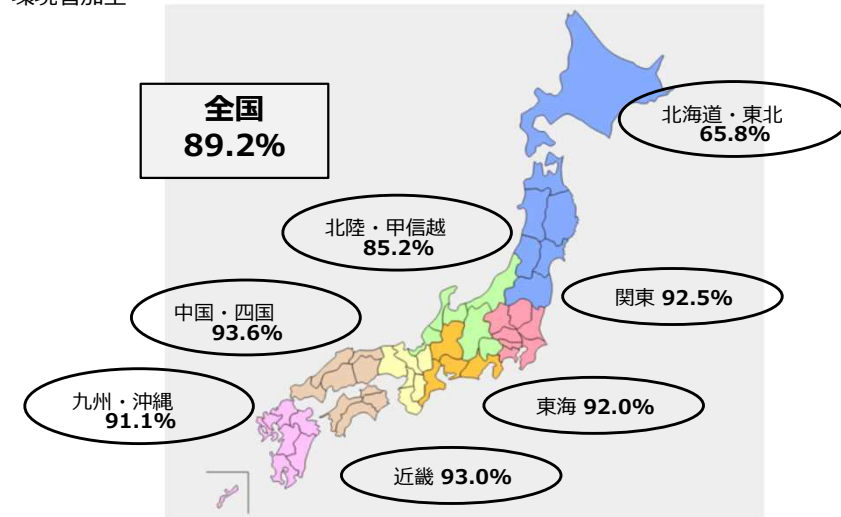 全国
89.2%
北海道・東北
65.8%
北陸・甲信越
85.2%
関東 92.5%
中国・四国
93.6%
九州・沖縄
91.1%
東海 92.0%
近畿 93.0%